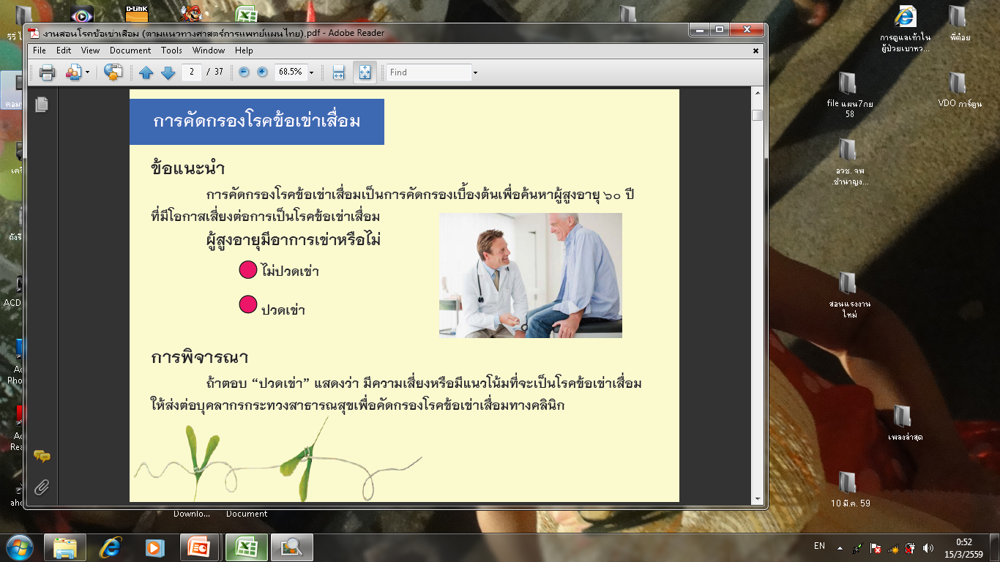 D-Link
งานสอนโรคข้อเข่าเสื่อม (ตามแนวทางศาสตร์การแพทย์แผนไทย).pdf - Adobe Reader
File Edit View Document Tools Window Help
2 / 37 68.5% Find
การคัดกรองโรคข้อเข่าเสื่อม
ข้อแนะนำ
การคัดกรองโรคข้อเข่าเสื่อมเป็นการคัดกรองเบื้องต้นเพื่อค้นหาผู้สูงอายุ ๖๐ ปี
ที่มีโอกาสเสี่ยงต่อการเป็นโรคข้อเข่าเสื่อม
ผู้สูงอายุมีอาการเข่าหรือไม่
ไม่ปวดเข่า
ปวดเข่า
การพิจารณา
ถ้าตอบ “ปวดเข่า” แสดงว่า มีความเสี่ยงหรือมีแนวโน้มที่จะเป็นโรคข้อเข่าเสื่อม
ให้ส่งต่อบุคลากรกระทวงสาธารณสุขเพื่อคัดกรองโรคข้อเข่าเสื่อมทางคลินิก
การดูแลเท้าใน
ผู้ป่วยเบาหว...
พี่ต๋อย
file แผน7กย
58
VDO การ์ตูน
อวช. จพ
.ชำนาญง...
สอนแรงงาน
ใหม่
เพลงล่าสุด
10 มี.ค. 59
ACD
Ad
Pho
Ad
Rea
aho
Downlo... Document
EN
0:52
15/3/2559